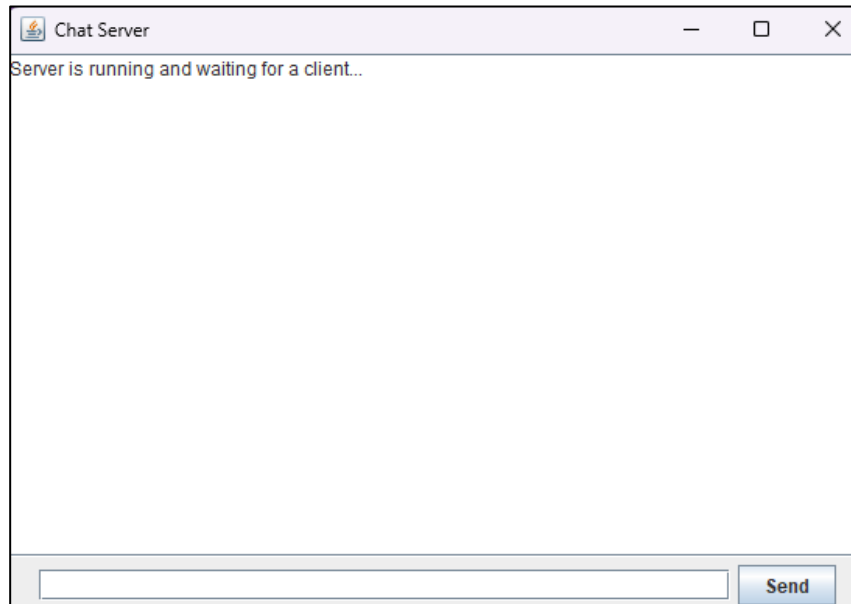 Chat Server
Server is running and waiting for a client...
Send